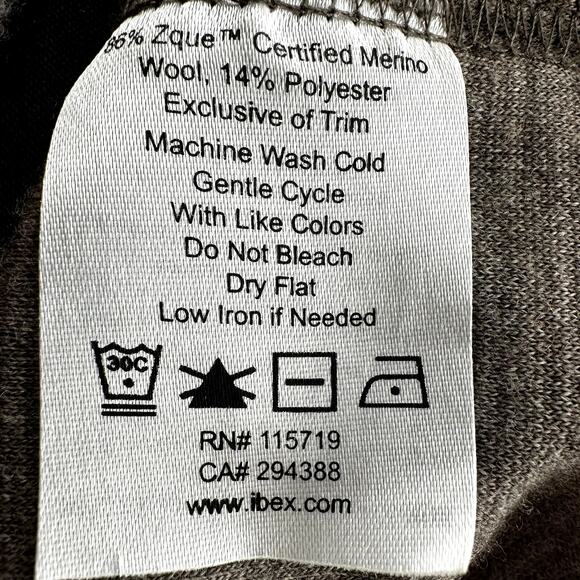 86% Zque™ Certified Merino
Wool, 14% Polyester
Exclusive of Trim
Machine Wash Cold
Gentle Cycle
With Like Colors
Do Not Bleach
Dry Flat
Low Iron if Needed
30C
RN# 115719
CA# 294388
www.ibex.com